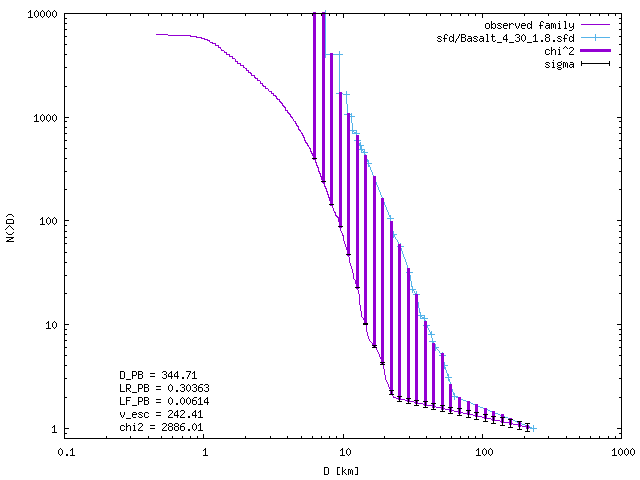 10000
1000
100
10
1
N(>D)
observed family
sfd/Basalt_4_30_1.8.sfd
chi^2
sigma
D_PB = 344.71
LR_PB = 0.30363
LF_PB = 0.00614
v_esc = 242.41
chi2 = 2886.01
0.1 1 10 100 1000
D [km]